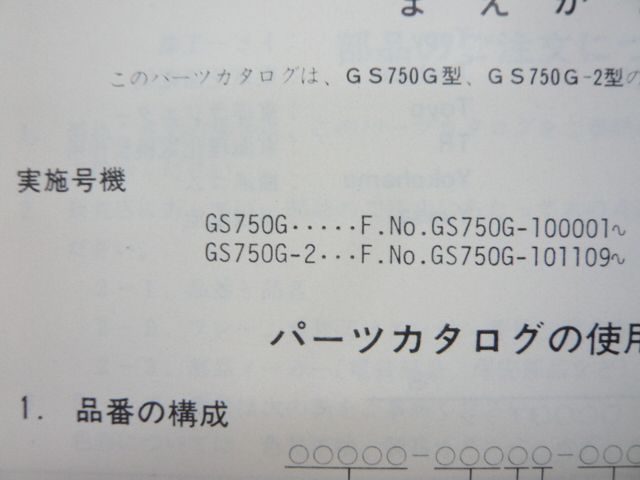 まえが
このパーツカタログは、GS750G型、GS750G-2型の
実施号機
GS750G·····F.No.GS750G-100001~
GS750G-2···F.No.GS750G-101109~
パーツカタログの使用
1. 品番の構成
○○○○○-○○○○○-○○○